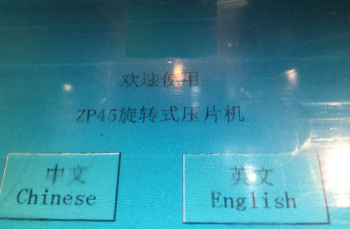 欢迎使用
ZP45旋转式压片机
中文
Chinese
英文
English